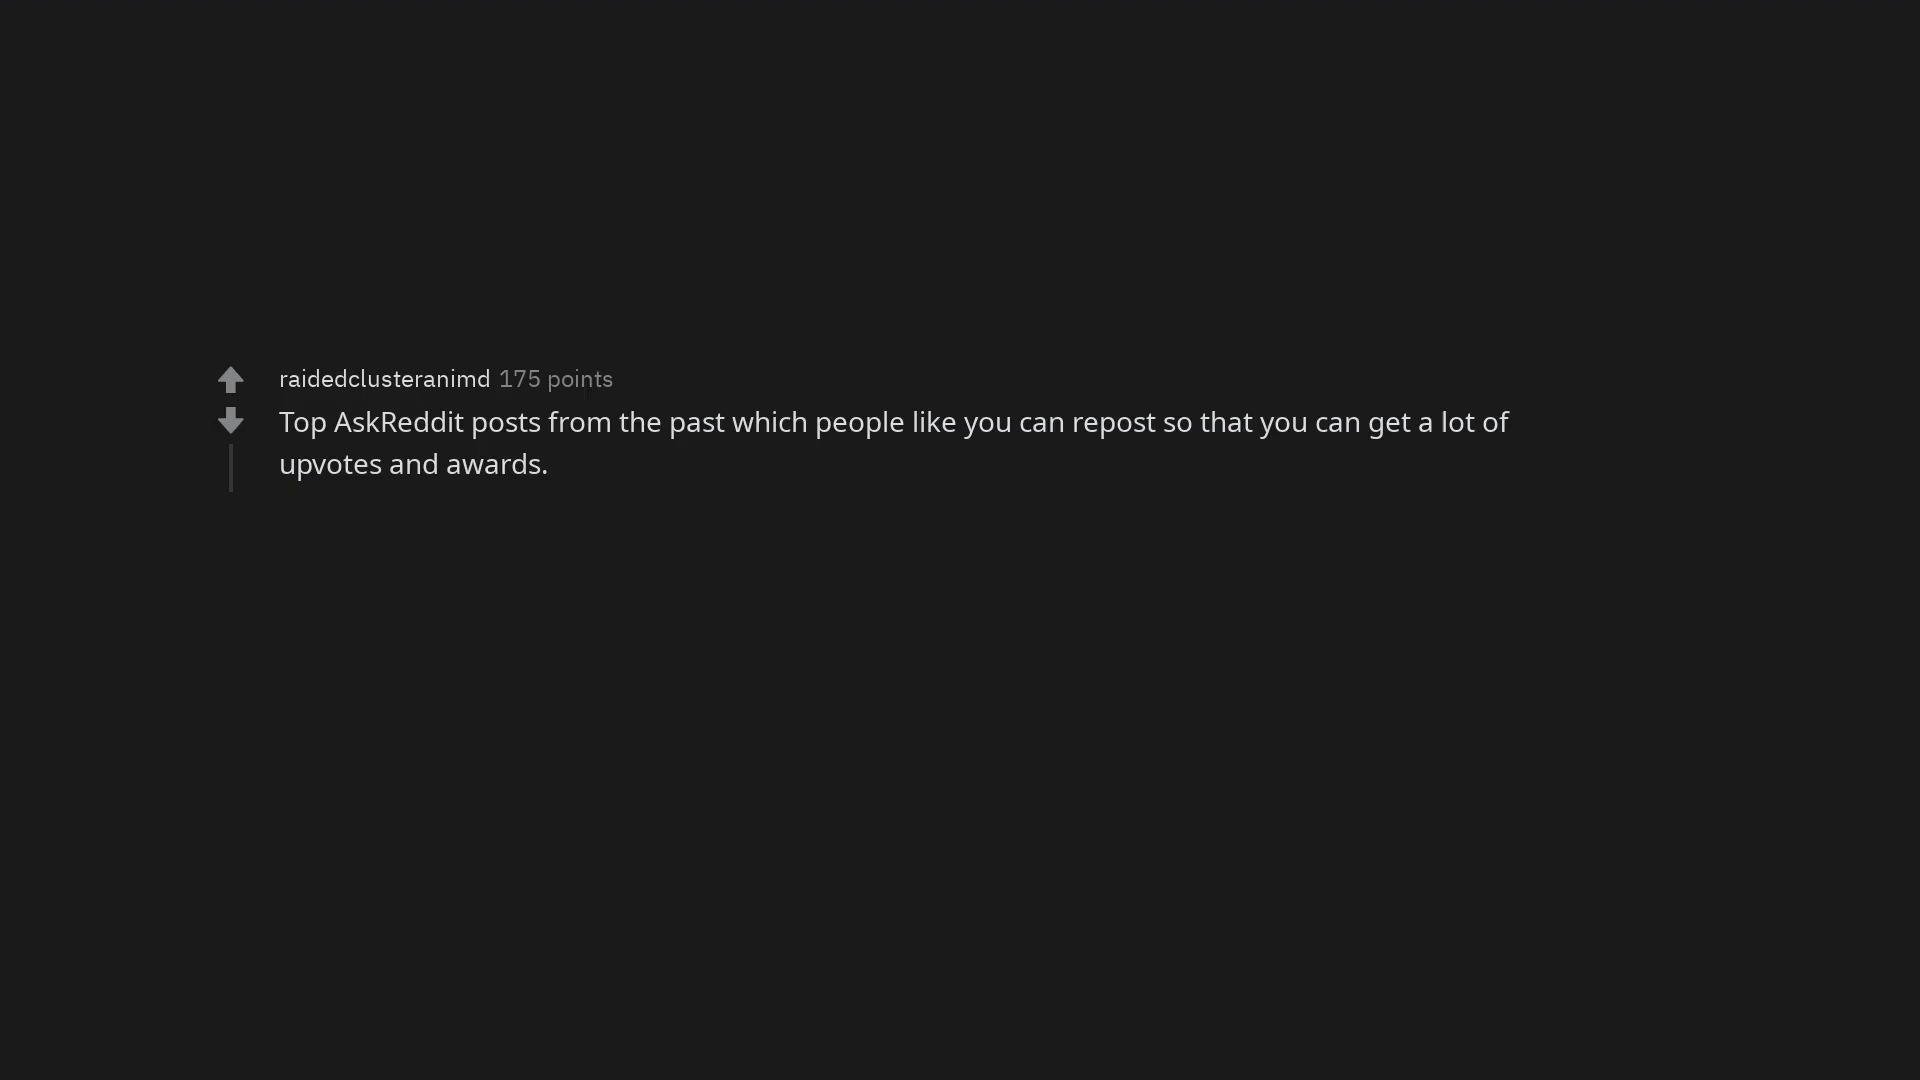 raidedclusteranimd 175 points
Top AskReddit posts from the past which people like you can repost so that you can get a lot of
upvotes and awards.